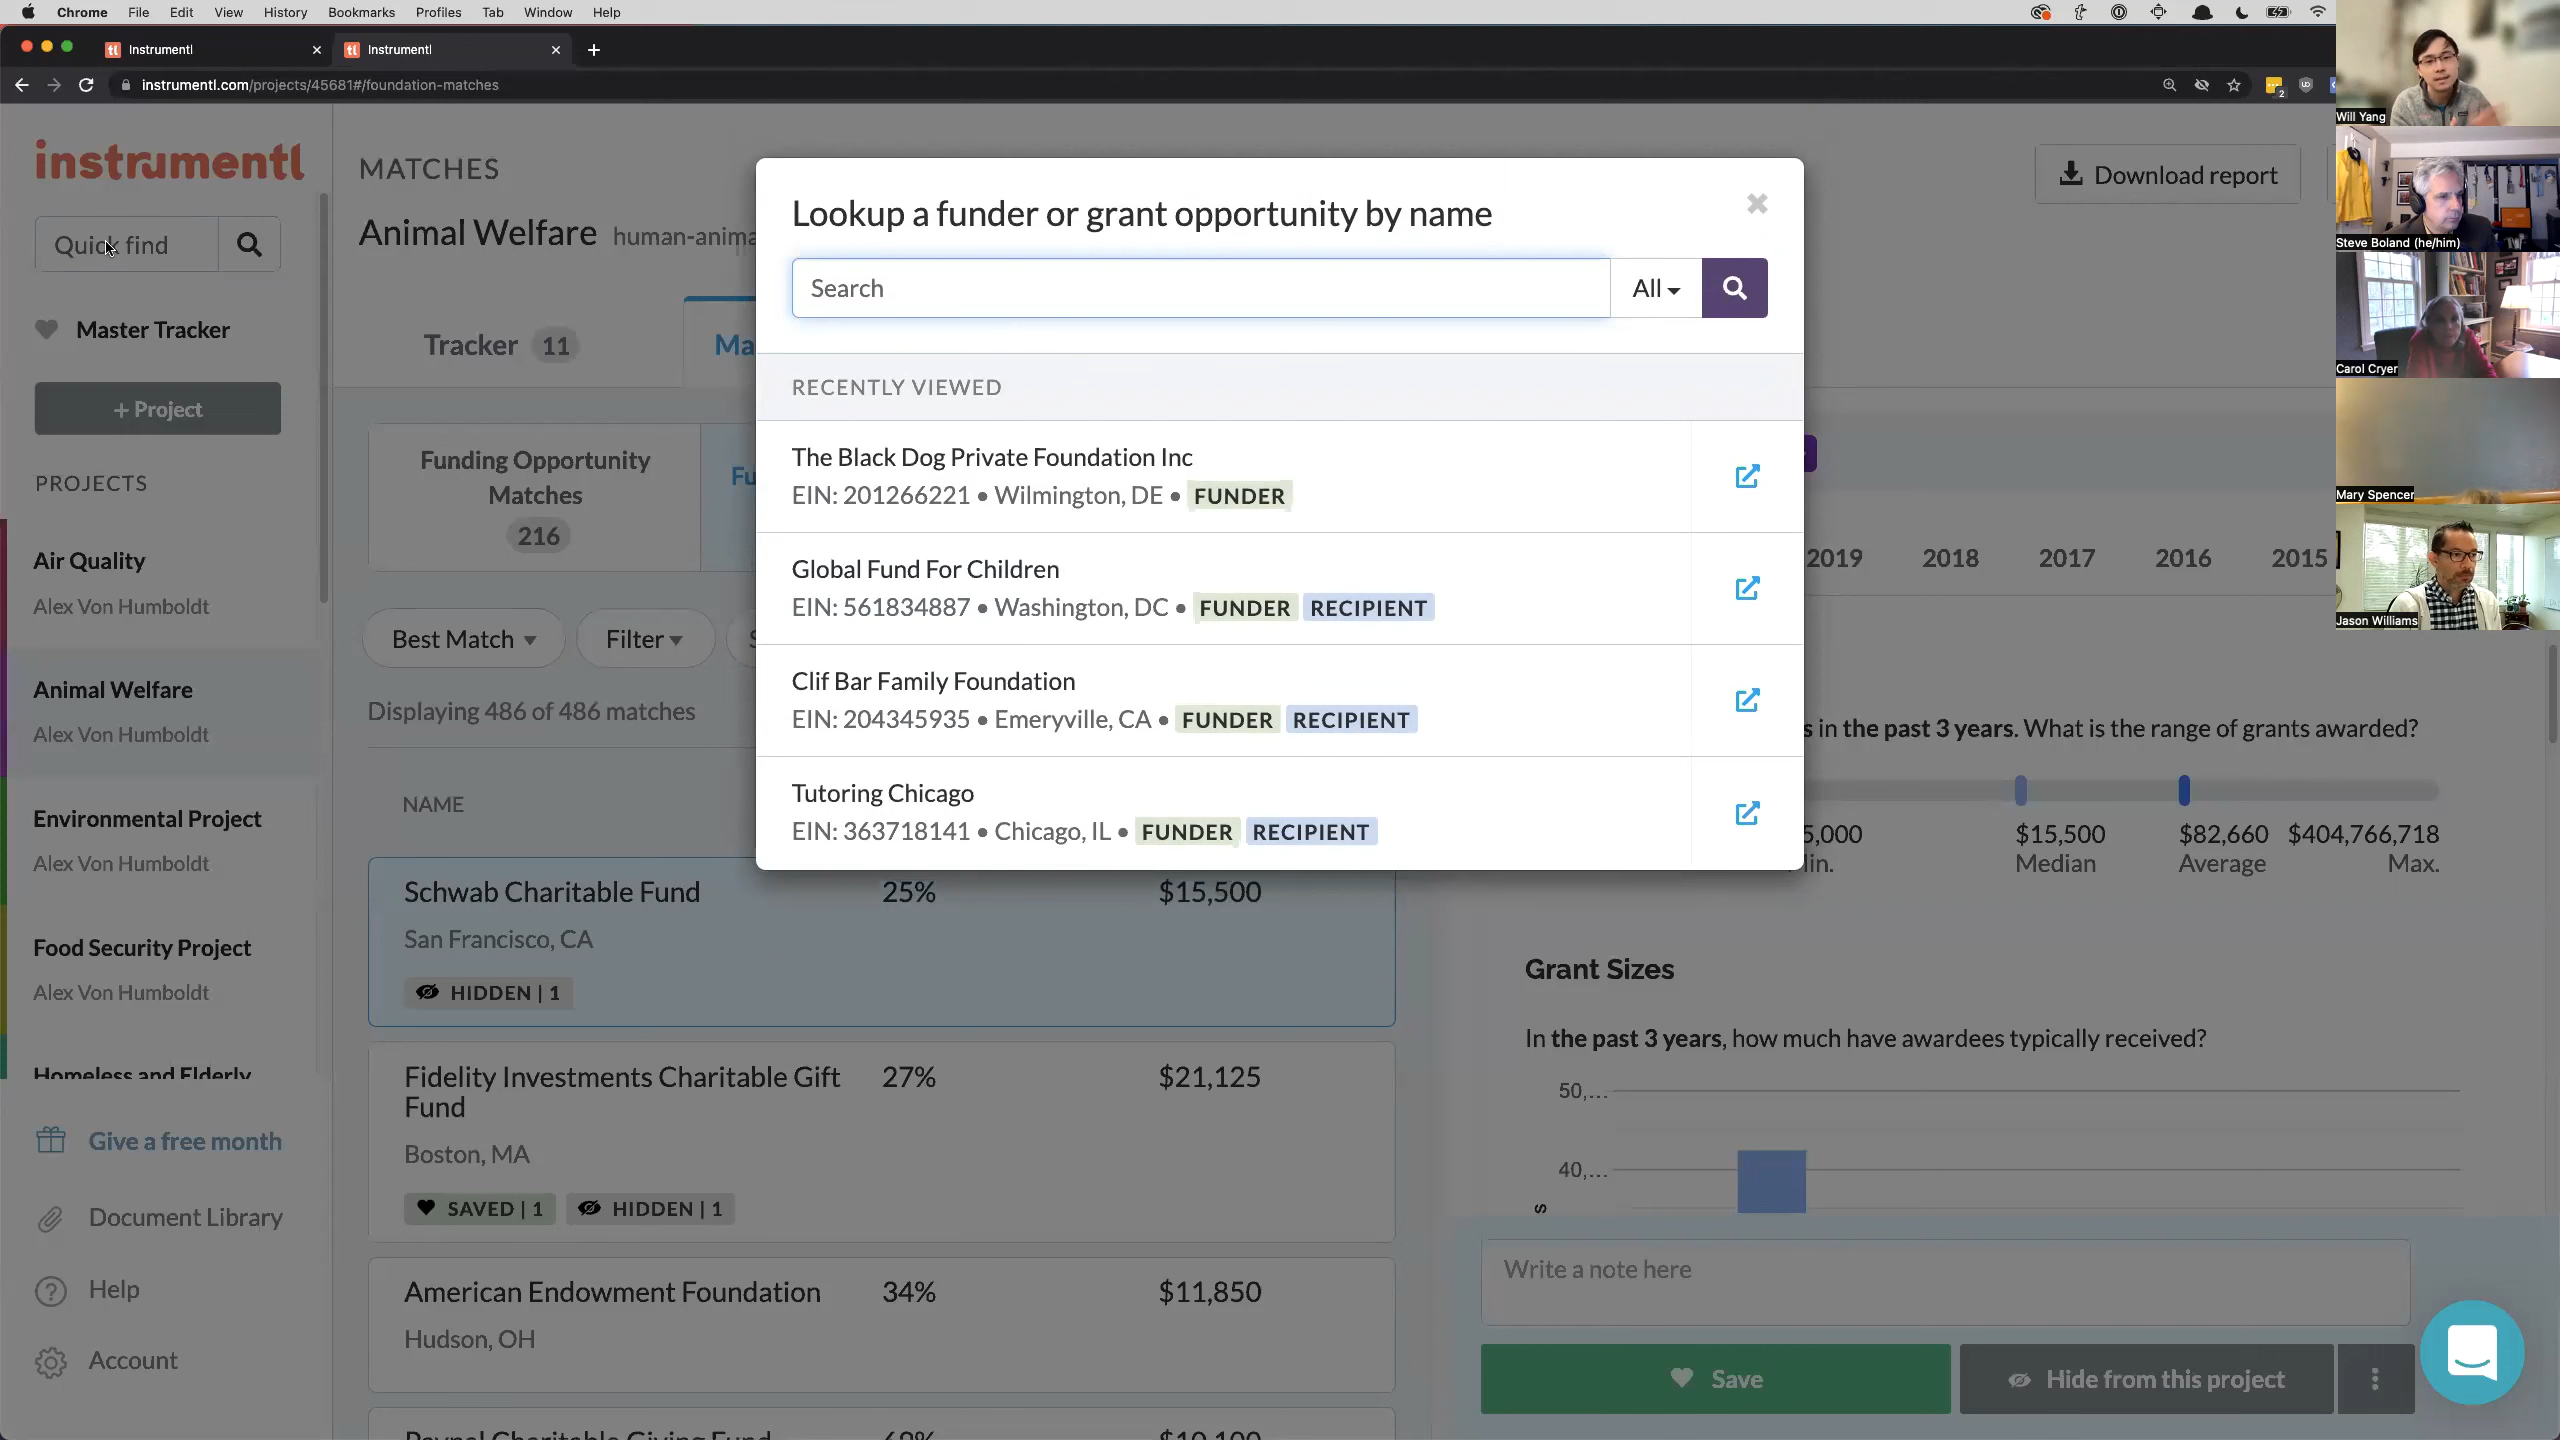 Chrome File Edit View History Bookmarks Profiles Tab Window Help
Instrumentl
Instrumentl
instrumentl.com/projects/45681#/foundation-matches
2
Will Yang
Steve Boland (he/him)
Carol Cryer
Mary Spencer
Jason Williams
instrumentl
Quick find
Master Tracker
+ Project
PROJECTS
Air Quality
Alex Von Humboldt
Animal Welfare
Alex Von Humboldt
Environmental Project
Alex Von Humboldt
Food Security Project
Alex Von Humboldt
Homeless and Elderly
Give a free month
Document Library
Help
Account
MATCHES
Animal Welfare human-anima
Download report
Tracker 11
Ma
Funding Opportunity
Matches
216
Fu
Best Match
Filter
S
Displaying 486 of 486 matches
NAME
Schwab Charitable Fund 25% $15,500
San Francisco, CA
HIDDEN | 1
Fidelity Investments Charitable Gift 27% $21,125
Fund
Boston, MA
SAVED | 1 HIDDEN | 1
American Endowment Foundation 34% $11,850
Hudson, OH
Lookup a funder or grant opportunity by name
Search
All
RECENTLY VIEWED
The Black Dog Private Foundation Inc
EIN: 201266221 • Wilmington, DE • FUNDER
Global Fund For Children
EIN: 561834887 • Washington, DC • FUNDER RECIPIENT
Clif Bar Family Foundation
EIN: 204345935 • Emeryville, CA • FUNDER RECIPIENT
Tutoring Chicago
EIN: 363718141 • Chicago, IL • FUNDER RECIPIENT
2019 2018 2017 2016 2015
s in the past 3 years. What is the range of grants awarded?
5,000 $15,500 $82,660 $404,766,718
in. Median Average Max.
Grant Sizes
In the past 3 years, how much have awardees typically received?
50,...
40,...
s
Write a note here
Save
Hide from this project